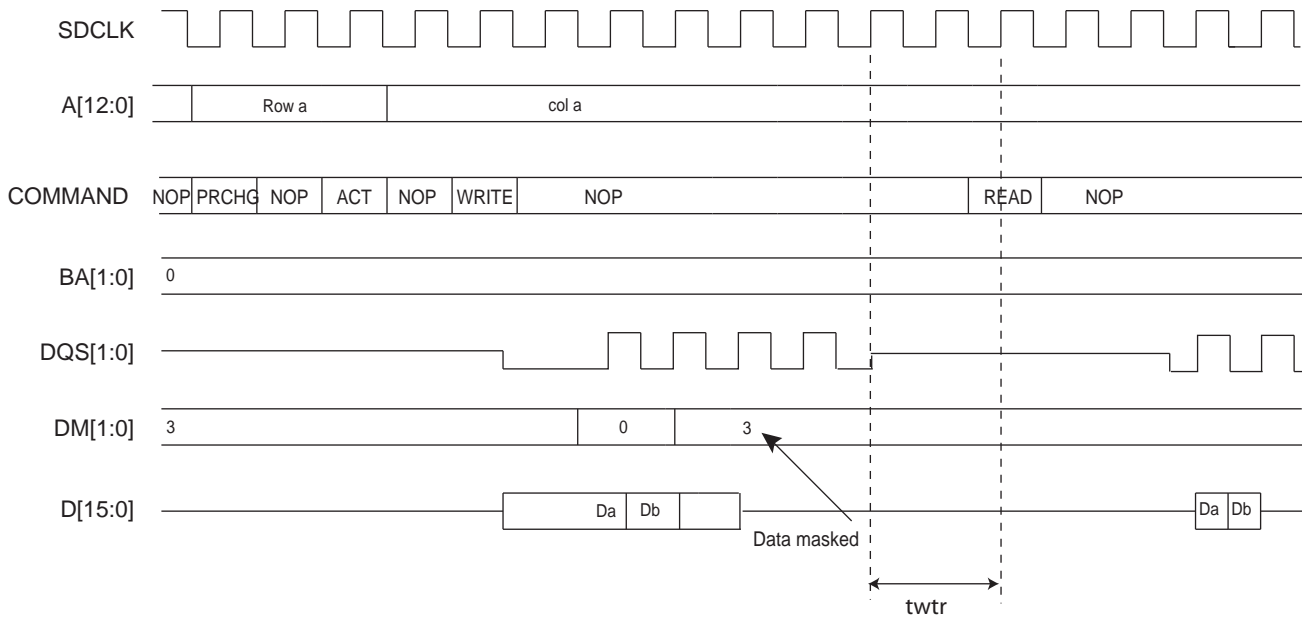 SDCLK
A[12:0] Row a col a
COMMAND NOP PRCHG NOP ACT NOP WRITE NOP READ NOP
BA[1:0] 0
DQS[1:0]
DM[1:0] 3 0 3
D[15:0] Da Db Da Db
Data masked
twtr